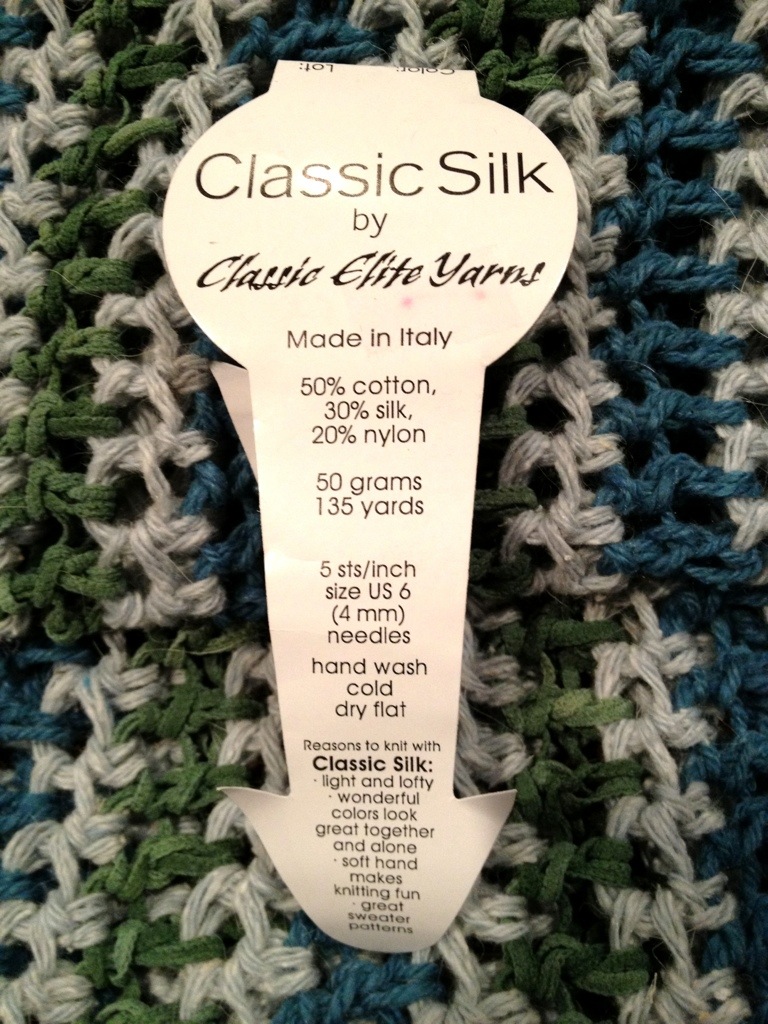 Lot: Color:
Classic Silk
by
Classic Elite Yarns
Made in Italy
50% cotton,
30% silk,
20% nylon
50 grams
135 yards
5 sts/inch
size US 6
(4 mm)
needles
hand wash
cold
dry flat
Reasons to knit with
Classic Silk:
· light and lofty
· wonderful
colors look
great together
and alone
· soft hand
makes
knitting fun
· great
sweater
patterns